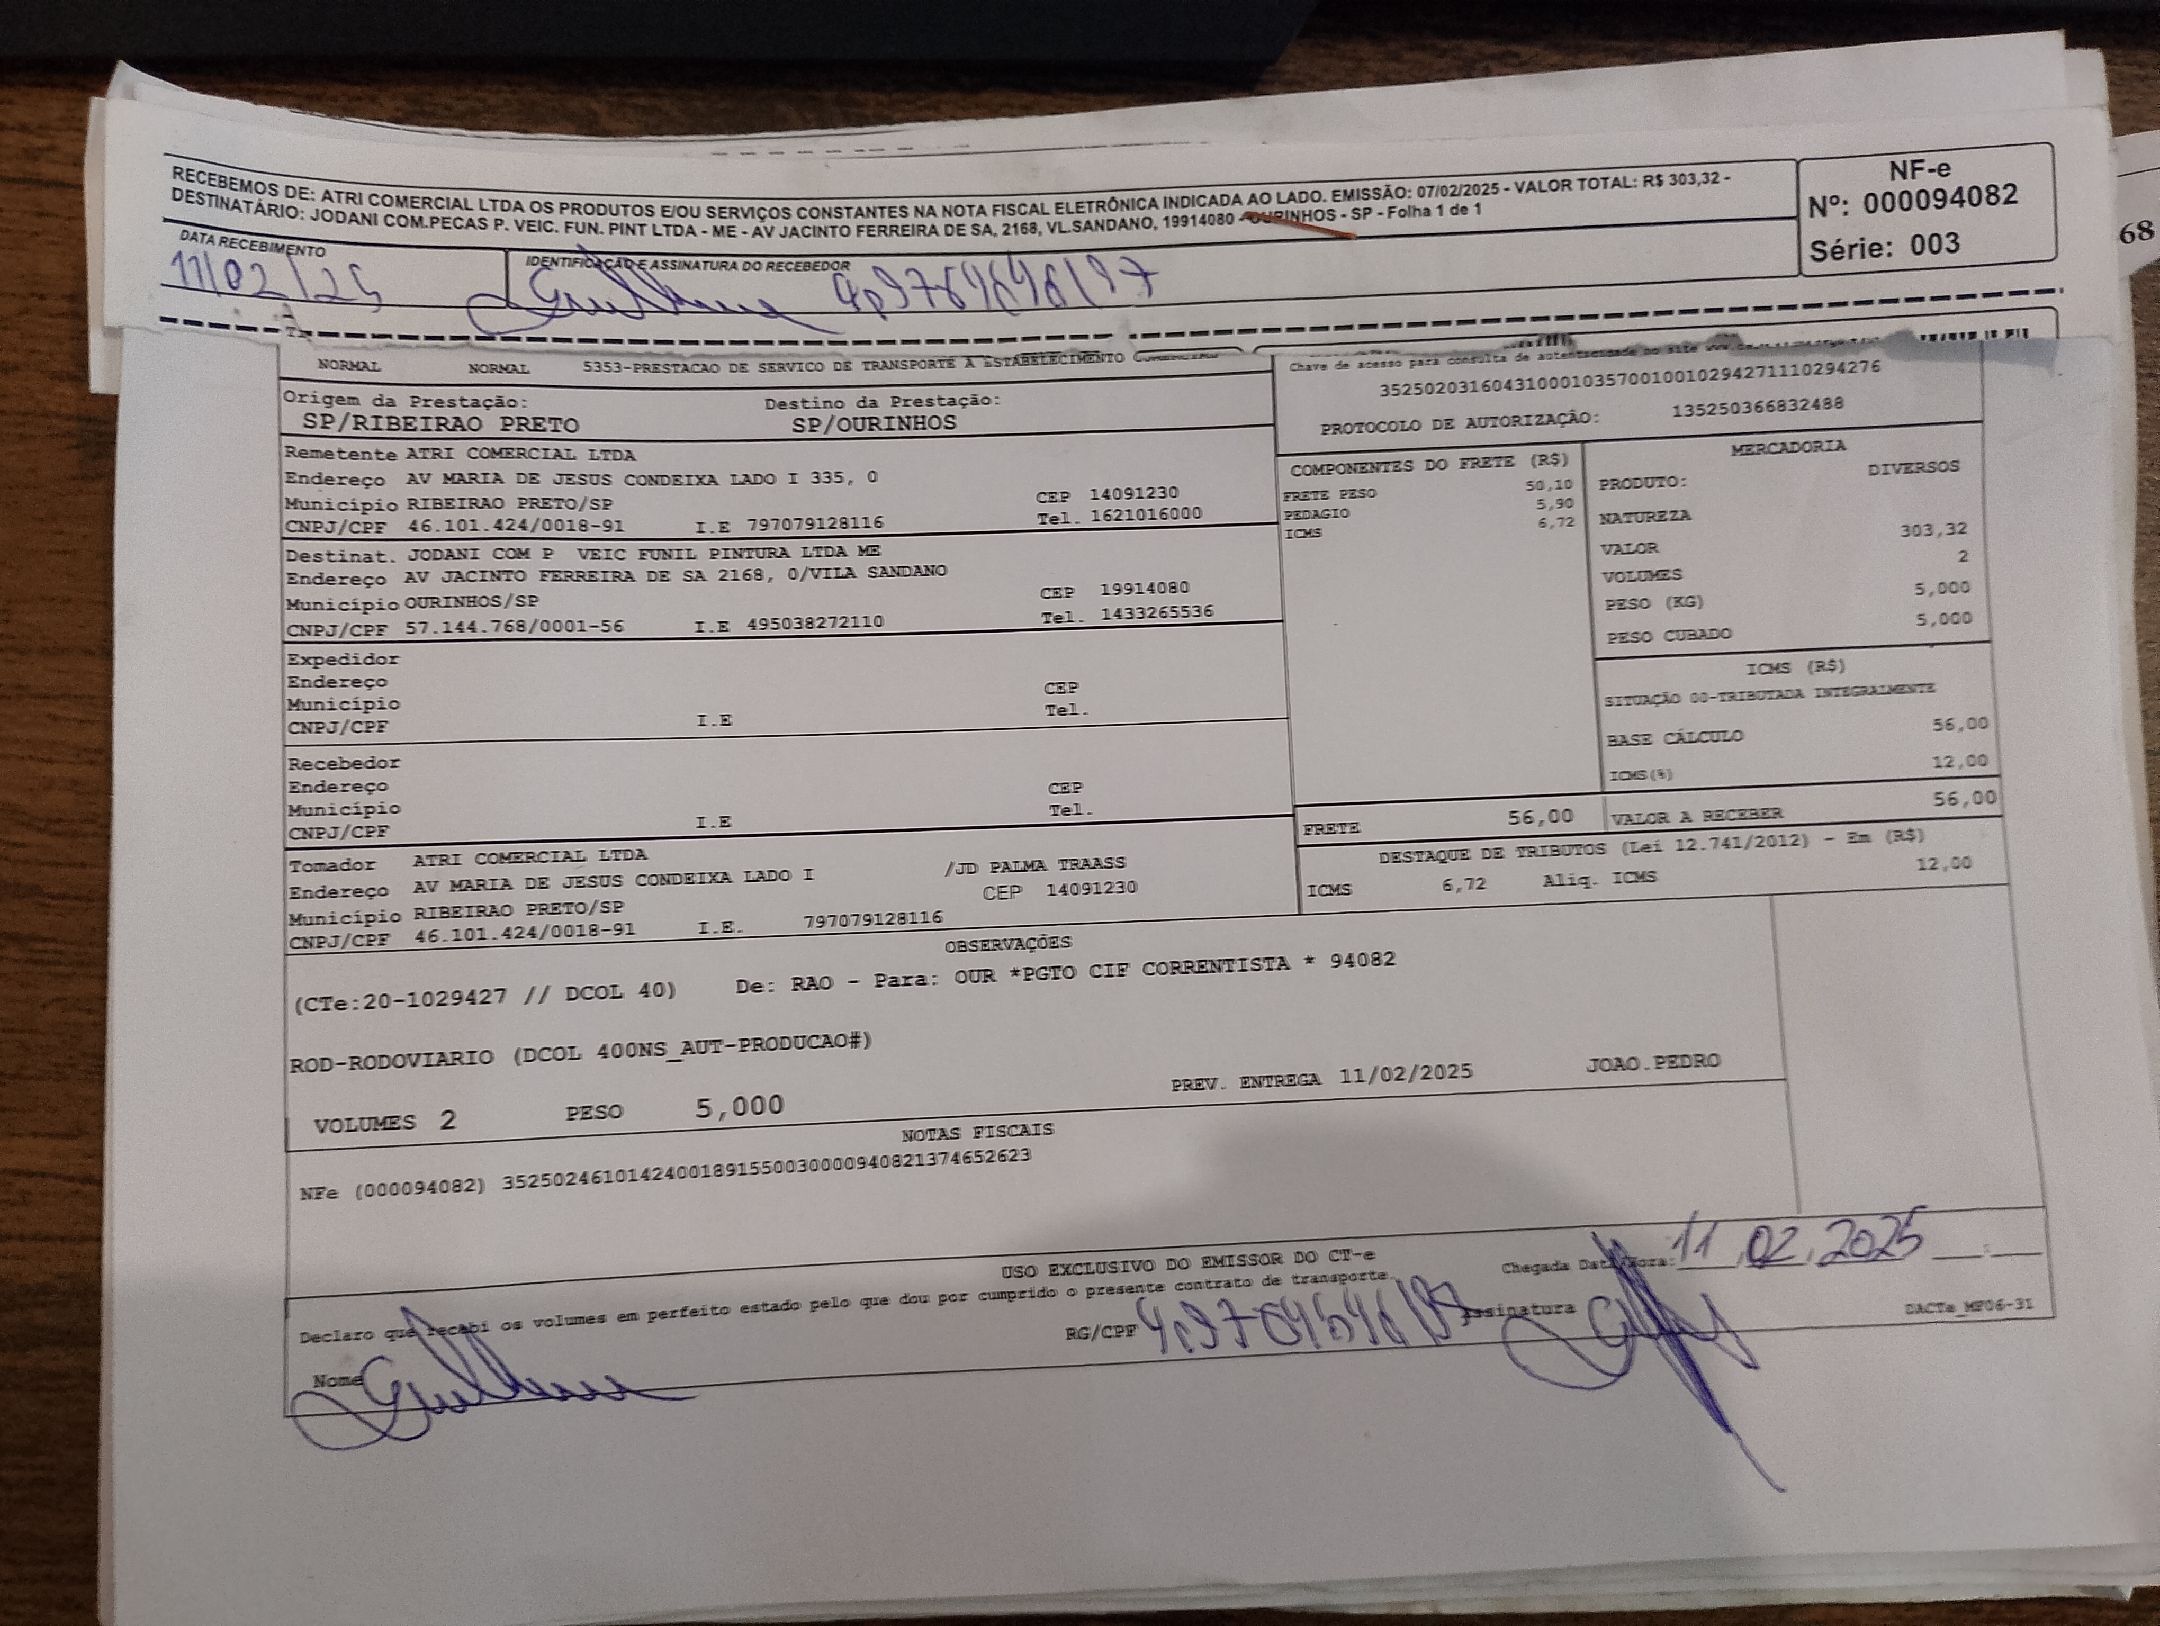 RECEBEMOS DE: ATRI COMERCIAL LTDA OS PRODUTOS E/OU SERVIÇOS CONSTANTES NA NOTA FISCAL ELETRÔNICA INDICADA AO LADO. EMISSÃO: 07/02/2025 - VALOR TOTAL: R$ 303,32 -
DESTINATÁRIO: JODANI COM.PECAS P. VEIC. FUN. PINT LTDA - ME - AV JACINTO FERREIRA DE SA, 2168, VL.SANDANO, 19914080 - OURINHOS - SP - Folha 1 de 1
NF-e
Nº: 000094082
Série: 003
68
DATA RECEBIMENTO
IDENTIFICAÇÃO E ASSINATURA DO RECEBEDOR
11/02/25
NORMAL NORMAL 5353-PRESTACAO DE SERVICO DE TRANSPORTE A ESTABELECIMENTO
Chave de acesso para consulta de autenticidade no site
35250203160431000103570010010294271110294276
PROTOCOLO DE AUTORIZAÇÃO: 135250366832488
Origem da Prestação: Destino da Prestação:
SP/RIBEIRAO PRETO SP/OURINHOS
Remetente ATRI COMERCIAL LTDA
Endereço AV MARIA DE JESUS CONDEIXA LADO I 335, 0
Município RIBEIRAO PRETO/SP CEP 14091230
CNPJ/CPF 46.101.424/0018-91 I.E 797079128116 Tel. 1621016000
Destinat. JODANI COM P VEIC FUNIL PINTURA LTDA ME
Endereço AV JACINTO FERREIRA DE SA 2168, 0/VILA SANDANO
Município OURINHOS/SP CEP 19914080
CNPJ/CPF 57.144.768/0001-56 I.E 495038272110 Tel. 1433265536
Expedidor
Endereço
Município CEP
CNPJ/CPF I.E Tel.
Recebedor
Endereço
Município CEP
CNPJ/CPF I.E Tel.
Tomador ATRI COMERCIAL LTDA
Endereço AV MARIA DE JESUS CONDEIXA LADO I /JD PALMA TRAASS
Município RIBEIRAO PRETO/SP CEP 14091230
CNPJ/CPF 46.101.424/0018-91 I.E. 797079128116
COMPONENTES DO FRETE (R$)
FRETE PESO 50,10
PEDAGIO 5,90
ICMS 6,72
MERCADORIA
PRODUTO: DIVERSOS
NATUREZA
VALOR 303,32
VOLUMES 2
PESO (KG) 5,000
PESO CUBADO 5,000
ICMS (R$)
SITUAÇÃO 00-TRIBUTADA INTEGRALMENTE
BASE CÁLCULO 56,00
ICMS(%) 12,00
FRETE 56,00 VALOR A RECEBER 56,00
DESTAQUE DE TRIBUTOS (Lei 12.741/2012) - Em (R$)
ICMS 6,72 Aliq. ICMS 12,00
OBSERVAÇÕES
(CTe:20-1029427 // DCOL 40) De: RAO - Para: OUR *PGTO CIF CORRENTISTA * 94082
ROD-RODOVIARIO (DCOL 400NS_AUT-PRODUCAO#)
VOLUMES 2 PESO 5,000 PREV. ENTREGA 11/02/2025 JOAO.PEDRO
NOTAS FISCAIS
NFe (000094082) 35250246101424001891550030000940821374652623
USO EXCLUSIVO DO EMISSOR DO CT-e
Declaro que recebi os volumes em perfeito estado pelo que dou por cumprido o presente contrato de transporte.
Chegada Data/Hora: 11/02/2025
Nome RG/CPF Assinatura DACTe_MF06-31